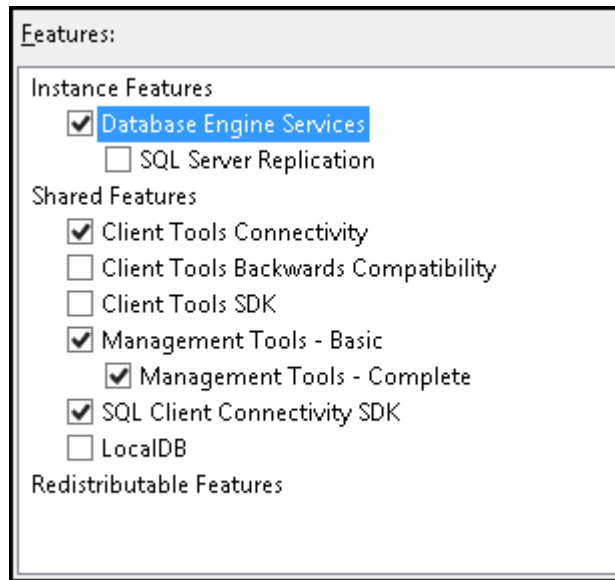 Features:
Instance Features
Database Engine Services
SQL Server Replication
Shared Features
Client Tools Connectivity
Client Tools Backwards Compatibility
Client Tools SDK
Management Tools - Basic
Management Tools - Complete
SQL Client Connectivity SDK
LocalDB
Redistributable Features